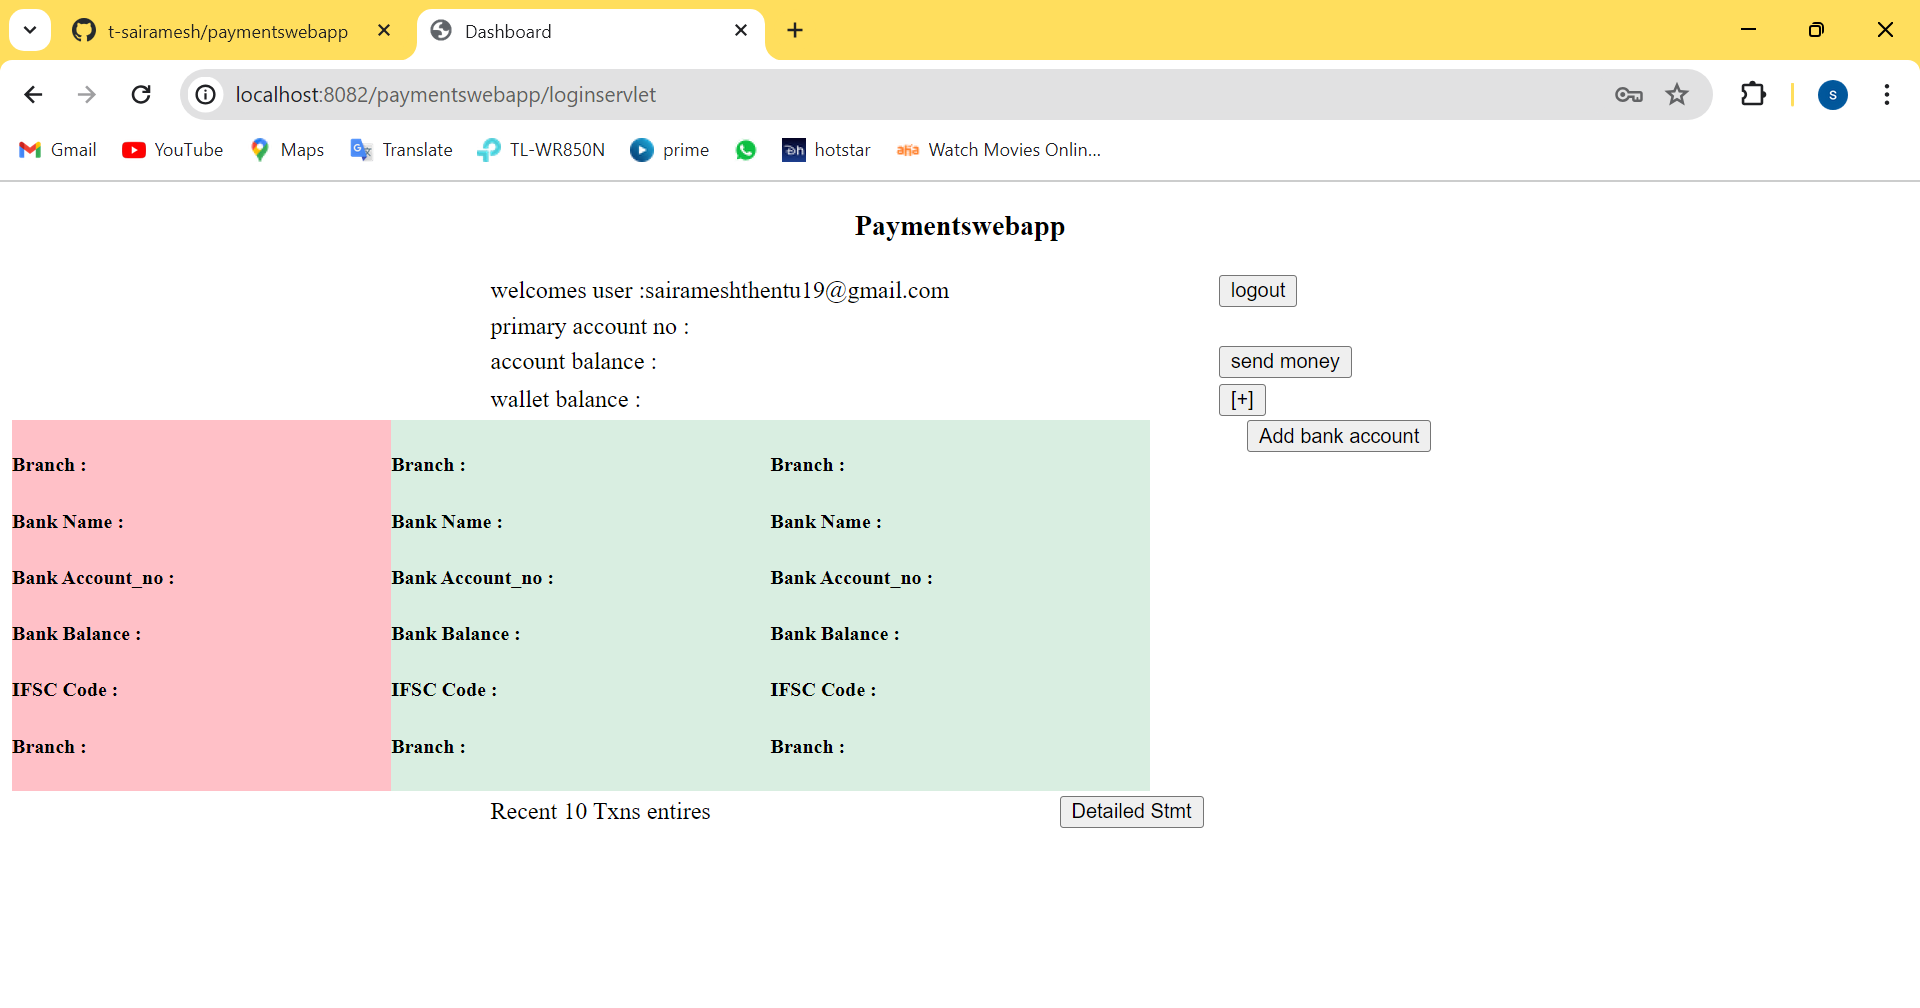 t-sairamesh/paymentswebapp Dashboard
localhost:8082/paymentswebapp/loginservlet s
Gmail YouTube Maps Translate TL-WR850N prime hotstar aha Watch Movies Onlin...
Paymentswebapp
welcomes user :sairameshthentu19@gmail.com logout
primary account no :
account balance : send money
wallet balance : [+]
Add bank account
Branch : Branch : Branch :
Bank Name : Bank Name : Bank Name :
Bank Account_no : Bank Account_no : Bank Account_no :
Bank Balance : Bank Balance : Bank Balance :
IFSC Code : IFSC Code : IFSC Code :
Branch : Branch : Branch :
Recent 10 Txns entires Detailed Stmt